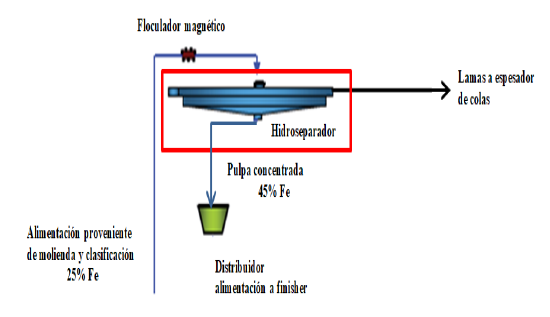 Floculador magnético
Lamas a espesador
de colas
Hidroseparador
Pulpa concentrada
45% Fe
Alimentación proveniente
de molienda y clasificación
25% Fe
Distribuidor
alimentación a finisher